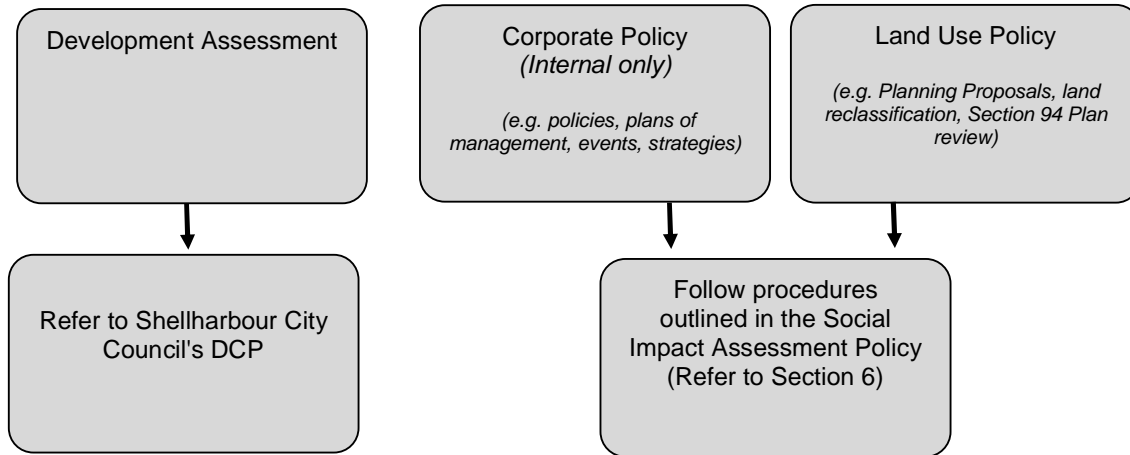 Development Assessment
Corporate Policy
(Internal only)
(e.g. policies, plans of
management, events, strategies)
Land Use Policy
(e.g. Planning Proposals, land
reclassification, Section 94 Plan
review)
Refer to Shellharbour City
Council's DCP
Follow procedures
outlined in the Social
Impact Assessment Policy
(Refer to Section 6)